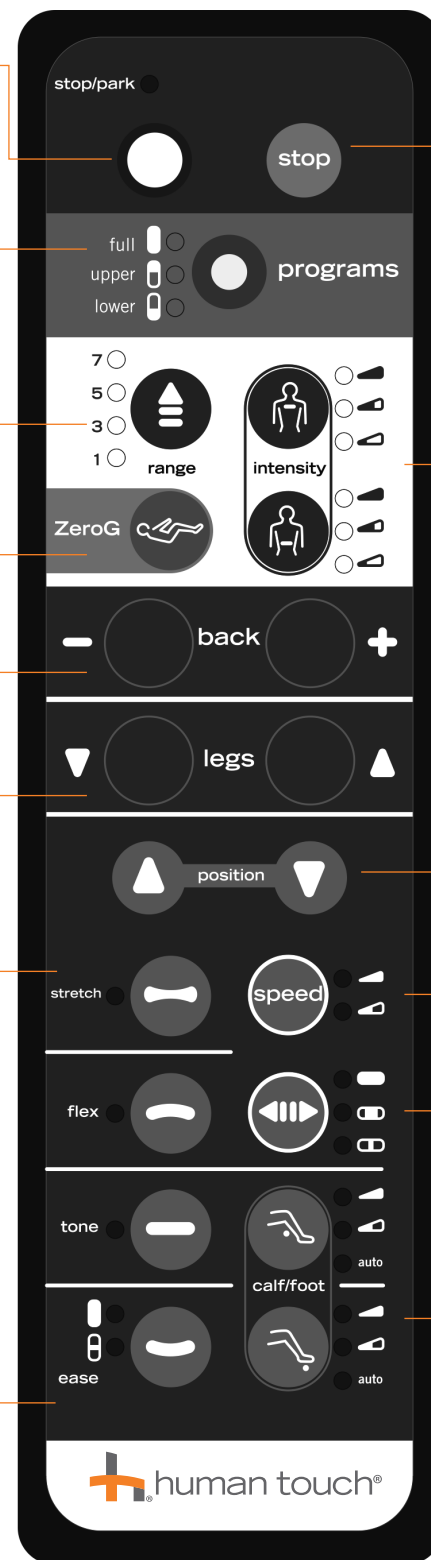 stop/park
stop
full
upper
lower
programs
7
5
3
1
range
intensity
ZeroG
− back +
legs
position
stretch
speed
flex
tone
auto
calf/foot
ease
auto
human touch®